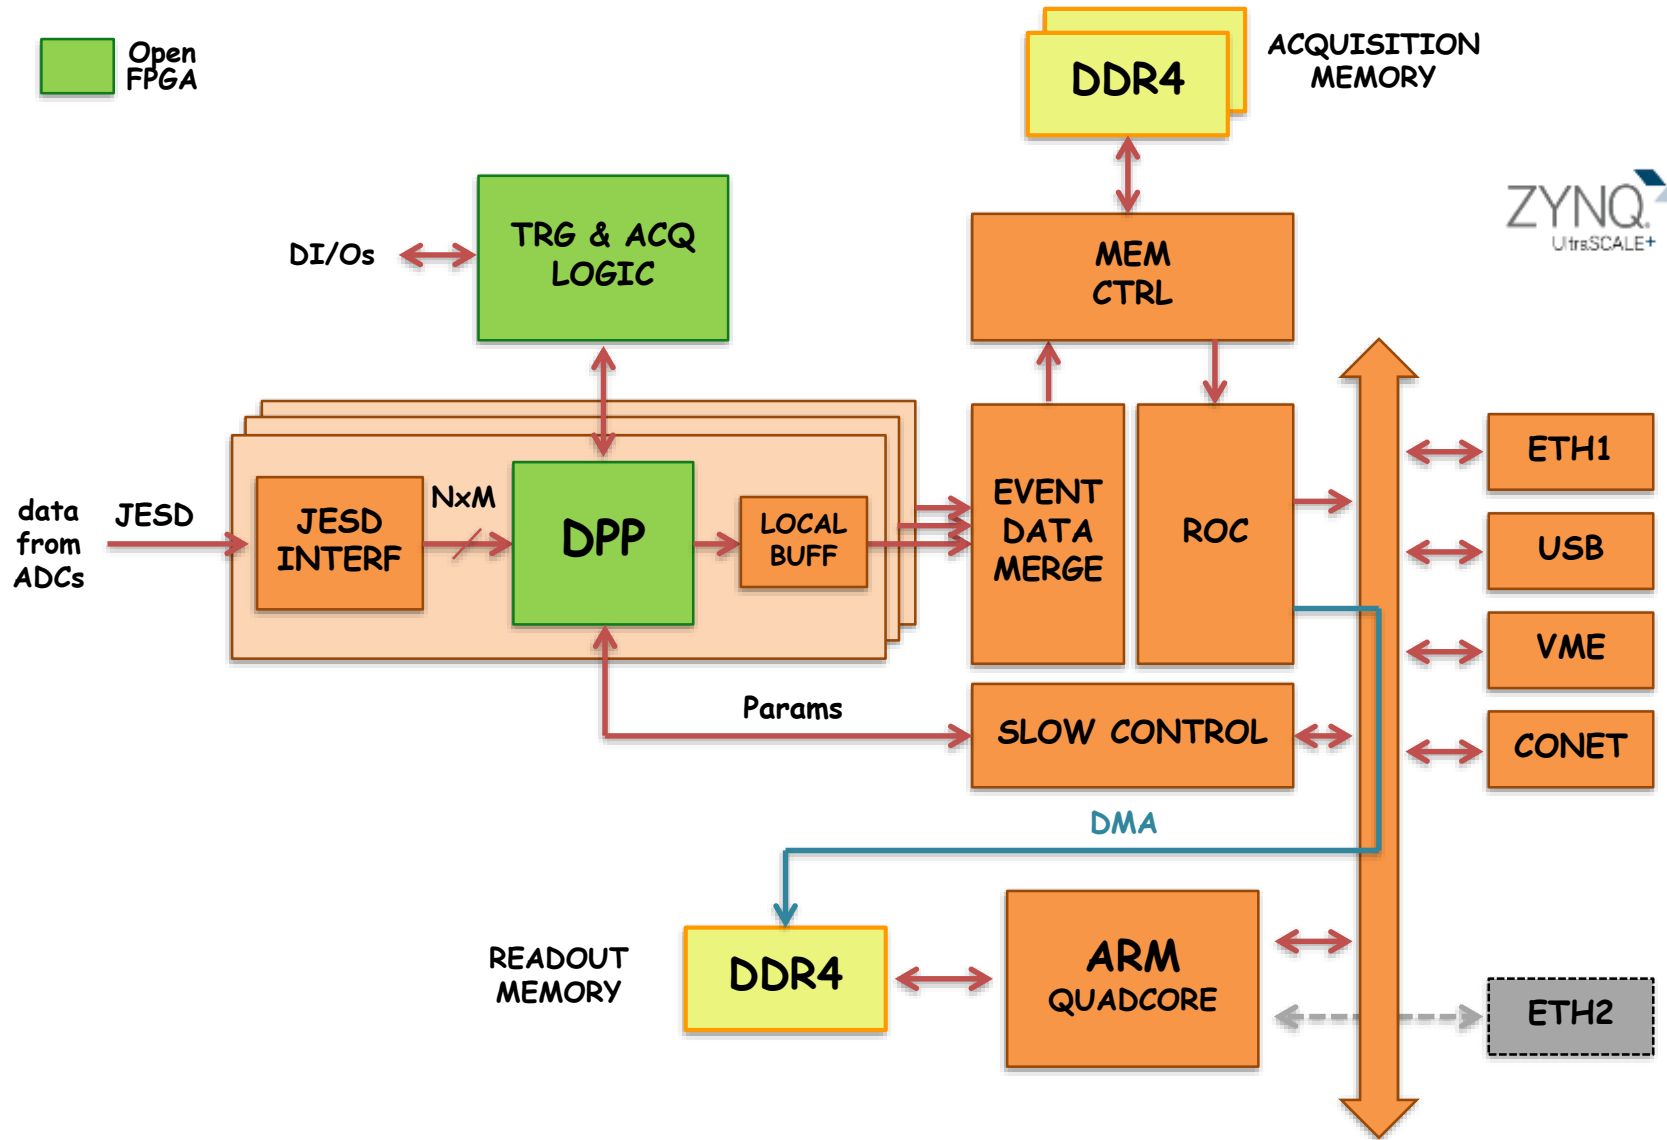 Open
FPGA
DDR4
ACQUISITION
MEMORY
ZYNQ.
UltraSCALE+
DI/Os
TRG & ACQ
LOGIC
MEM
CTRL
data
from
ADCs
JESD
JESD
INTERF
NxM
DPP
LOCAL
BUFF
EVENT
DATA
MERGE
ROC
ETH1
USB
VME
CONET
Params
SLOW CONTROL
DMA
READOUT
MEMORY
DDR4
ARM
QUADCORE
ETH2